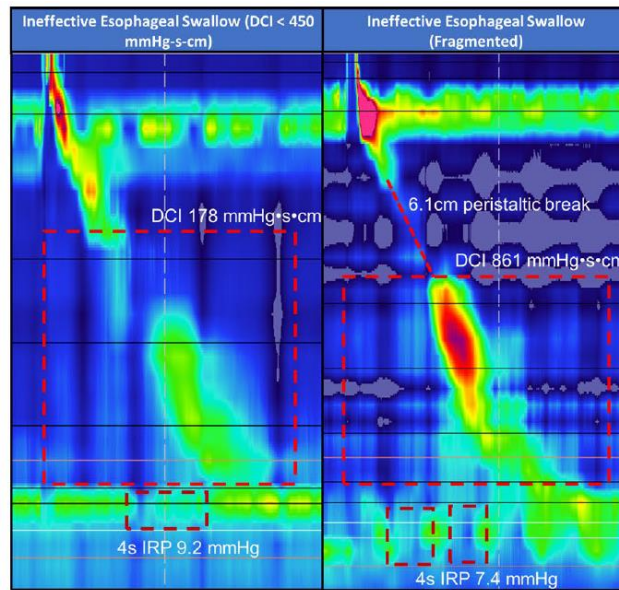 Ineffective Esophageal Swallow (DCI < 450
mmHg-s-cm)
Ineffective Esophageal Swallow
(Fragmented)
DCI 178 mmHg•s•cm
4s IRP 9.2 mmHg
6.1cm peristaltic break
DCI 861 mmHg•s•cm
4s IRP 7.4 mmHg